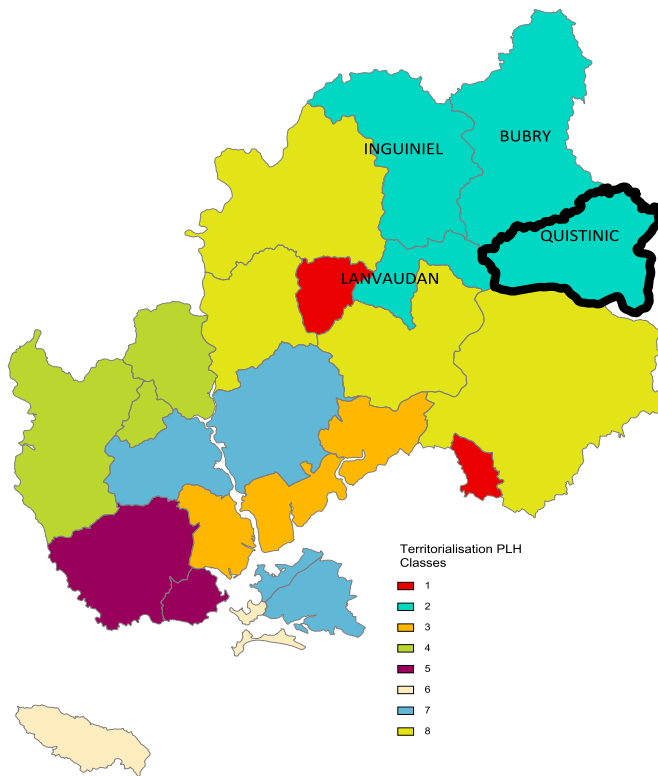 BUBRY
INGUINIEL
QUISTINIC
LANVAUDAN
Territorialisation PLH
Classes
1
2
3
4
5
6
7
8